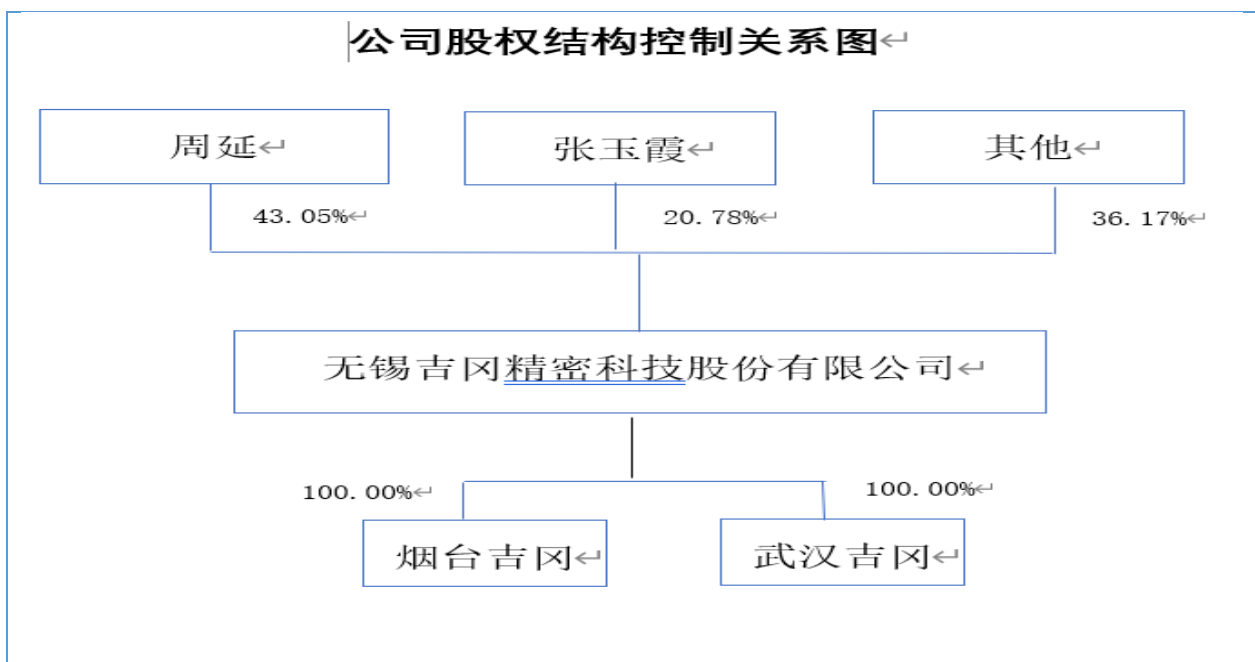 公司股权结构控制关系图
周延
张玉霞
其他
43.05%
20.78%
36.17%
无锡吉冈精密科技股份有限公司
100.00%
100.00%
烟台吉冈
武汉吉冈